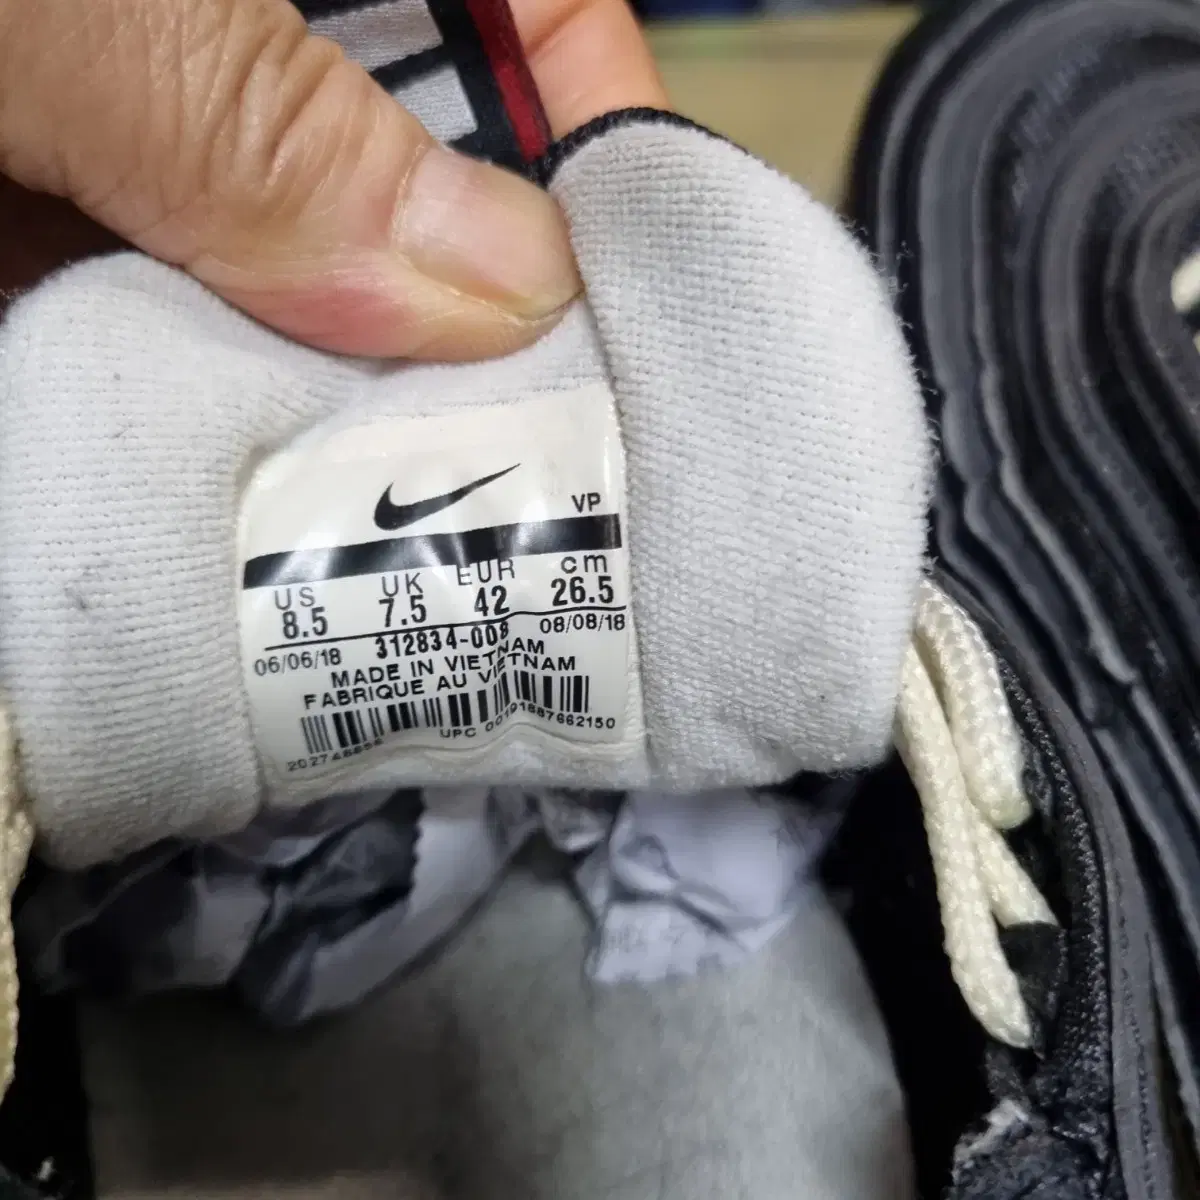 VP
US UK EUR cm
8.5 7.5 42 26.5
06/06/18 312834-008 08/08/18
MADE IN VIETNAM
FABRIQUE AU VIETNAM
UPC 00191887662150